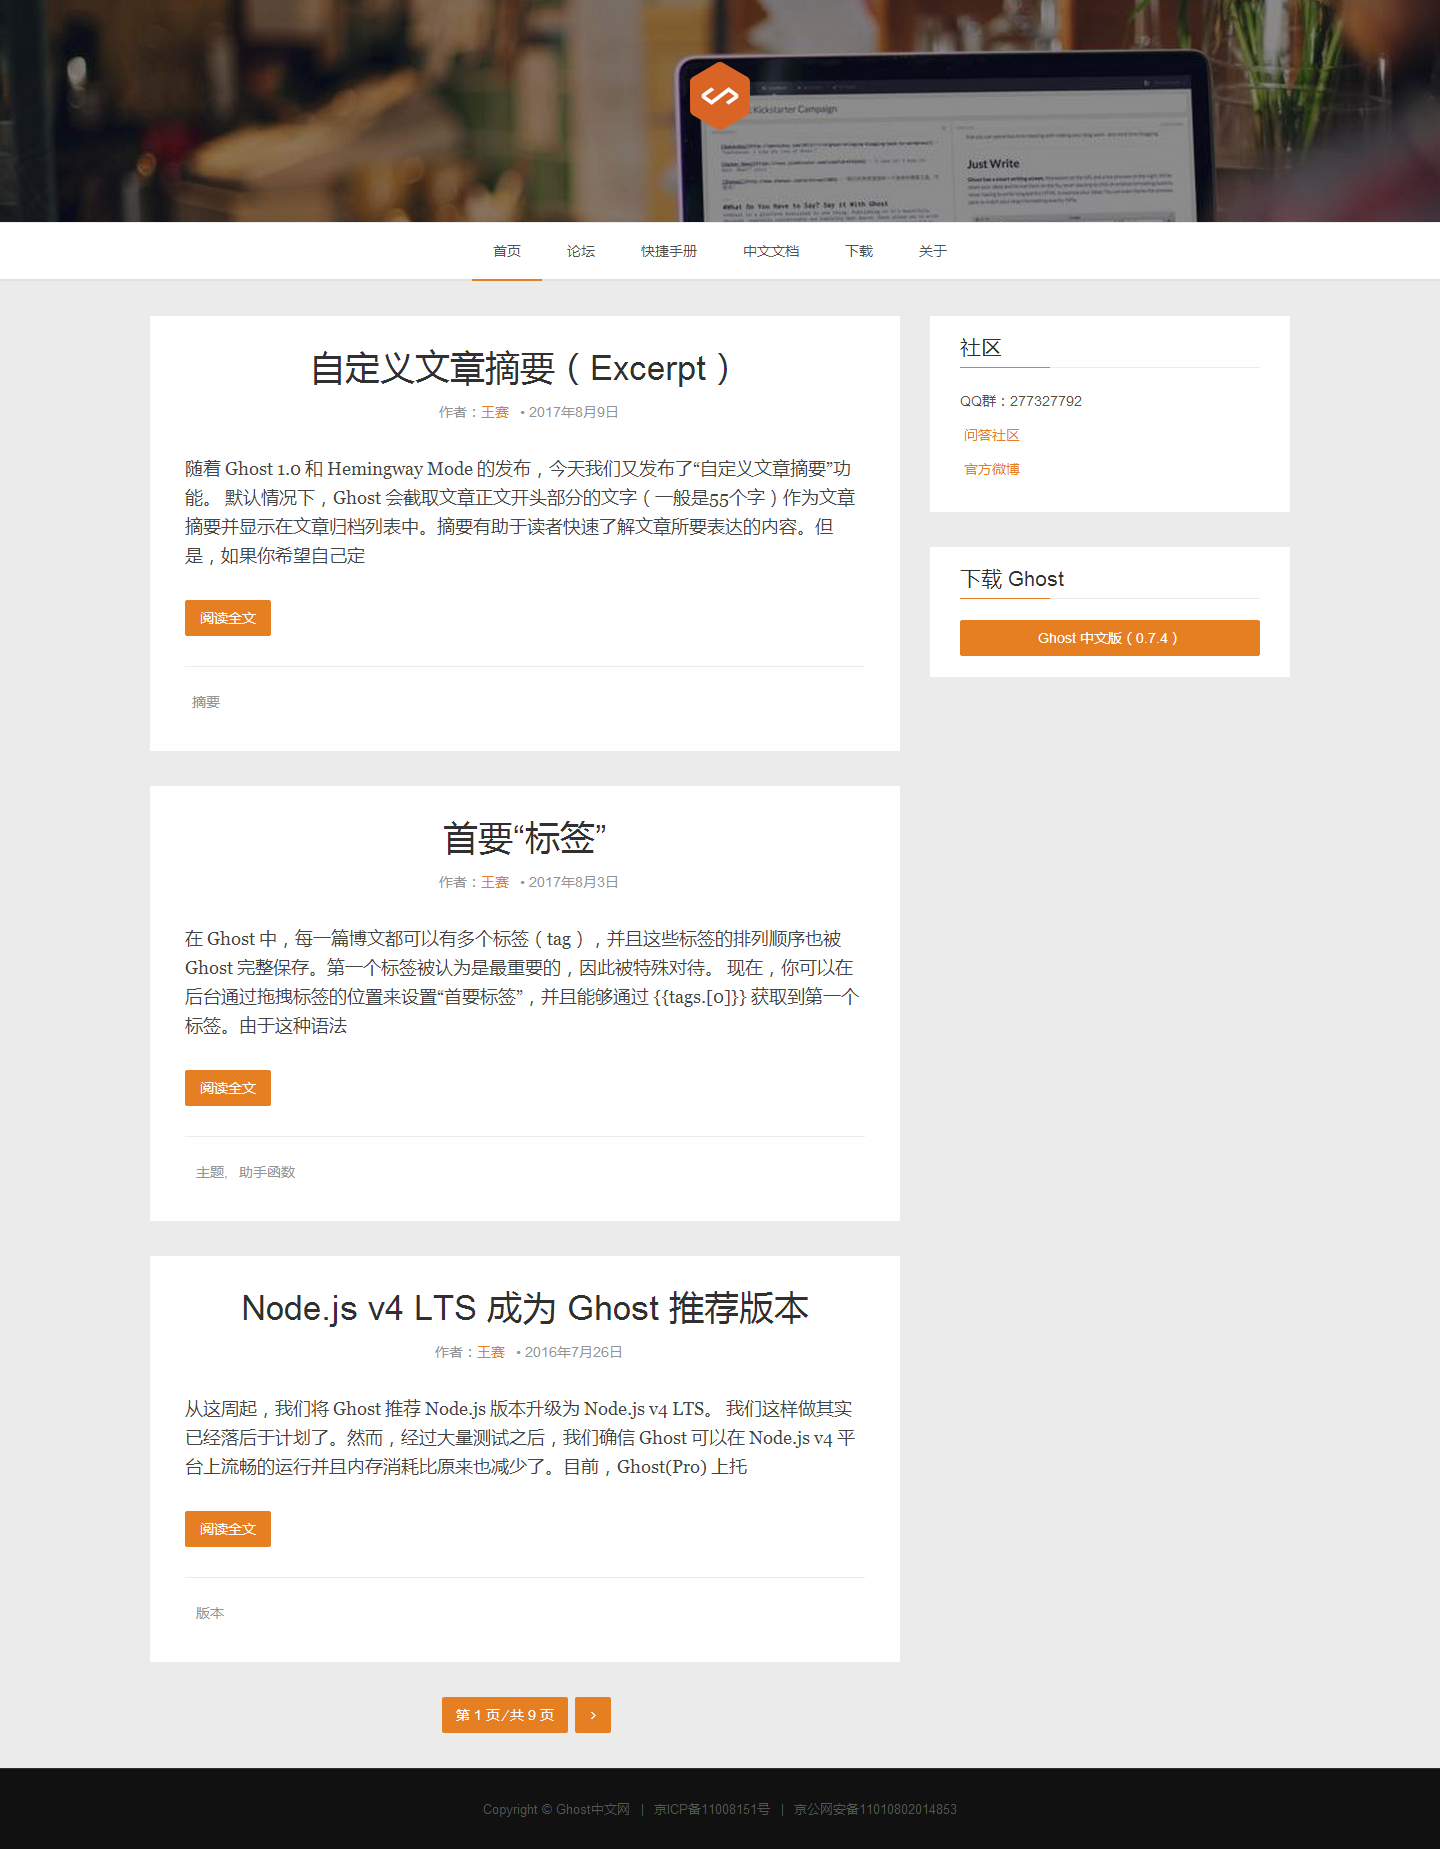 Kickstarter Campaign
Just Write
#What Do You Have to Say? Say It With Ghost
首页
论坛
快捷手册
中文文档
下载
关于
自定义文章摘要（Excerpt）
作者：王赛 • 2017年8月9日
随着 Ghost 1.0 和 Hemingway Mode 的发布，今天我们又发布了“自定义文章摘要”功
能。 默认情况下，Ghost 会截取文章正文开头部分的文字（一般是55个字）作为文章
摘要并显示在文章归档列表中。摘要有助于读者快速了解文章所要表达的内容。但
是，如果你希望自己定
阅读全文
摘要
首要“标签”
作者：王赛 • 2017年8月3日
在 Ghost 中，每一篇博文都可以有多个标签（tag），并且这些标签的排列顺序也被
Ghost 完整保存。第一个标签被认为是最重要的，因此被特殊对待。 现在，你可以在
后台通过拖拽标签的位置来设置“首要标签”，并且能够通过 {{tags.[0]}} 获取到第一个
标签。由于这种语法
阅读全文
主题, 助手函数
Node.js v4 LTS 成为 Ghost 推荐版本
作者：王赛 • 2016年7月26日
从这周起，我们将 Ghost 推荐 Node.js 版本升级为 Node.js v4 LTS。 我们这样做其实
已经落后于计划了。然而，经过大量测试之后，我们确信 Ghost 可以在 Node.js v4 平
台上流畅的运行并且内存消耗比原来也减少了。目前，Ghost(Pro) 上托
阅读全文
版本
第 1 页/共 9 页
社区
QQ群：277327792
问答社区
官方微博
下载 Ghost
Ghost 中文版（0.7.4）
Copyright © Ghost中文网 | 京ICP备11008151号 | 京公网安备11010802014853